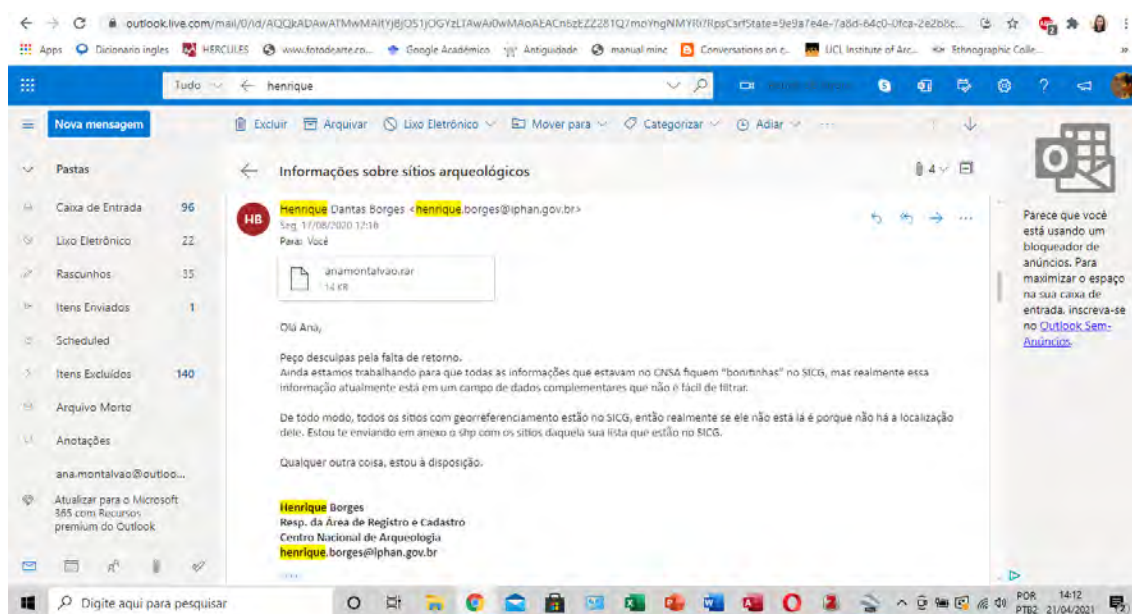 outlook.live.com/mail/0/id/
Apps
Dicionario ingles
HERCULES
Google Acadêmico
Antiguidade
manual minc
Conversations on c...
UCL Institute of Arc...
Ethnographic Colle...
Tudo
henrique
Nova mensagem
Excluir
Arquivar
Lixo Eletrônico
Mover para
Categorizar
Adiar
Pastas
Informações sobre sítios arqueológicos
4
Caixa de Entrada 96
Lixo Eletrônico 22
Rascunhos 35
Itens Enviados 1
Scheduled
Itens Excluídos 140
Arquivo Morto
Anotações
ana.montalvao@outloo...
Atualizar para o Microsoft
365 com Recursos
premium do Outlook
HB
Henrique Dantas Borges <henrique.borges@iphan.gov.br>
Seg, 17/08/2020 12:16
Para: Você
anamontalvao.rar
14 KB
Olá Ana,
Peço desculpas pela falta de retorno.
Ainda estamos trabalhando para que todas as informações que estavam no CNSA fiquem "bonitinhas" no SICG, mas realmente essa
informação atualmente está em um campo de dados complementares que não é fácil de filtrar.
De todo modo, todos os sítios com georreferenciamento estão no SICG, então realmente se ele não está lá é porque não há a localização
dele. Estou te enviando em anexo o shp com os sítios daquela sua lista que estão no SICG.
Qualquer outra coisa, estou à disposição.
Henrique Borges
Resp. da Área de Registro e Cadastro
Centro Nacional de Arqueologia
henrique.borges@iphan.gov.br
Parece que você
está usando um
bloqueador de
anúncios. Para
maximizar o espaço
na sua caixa de
entrada, inscreva-se
no Outlook Sem-
Anúncios.
Digite aqui para pesquisar
POR
PTB2
14:12
21/04/2021